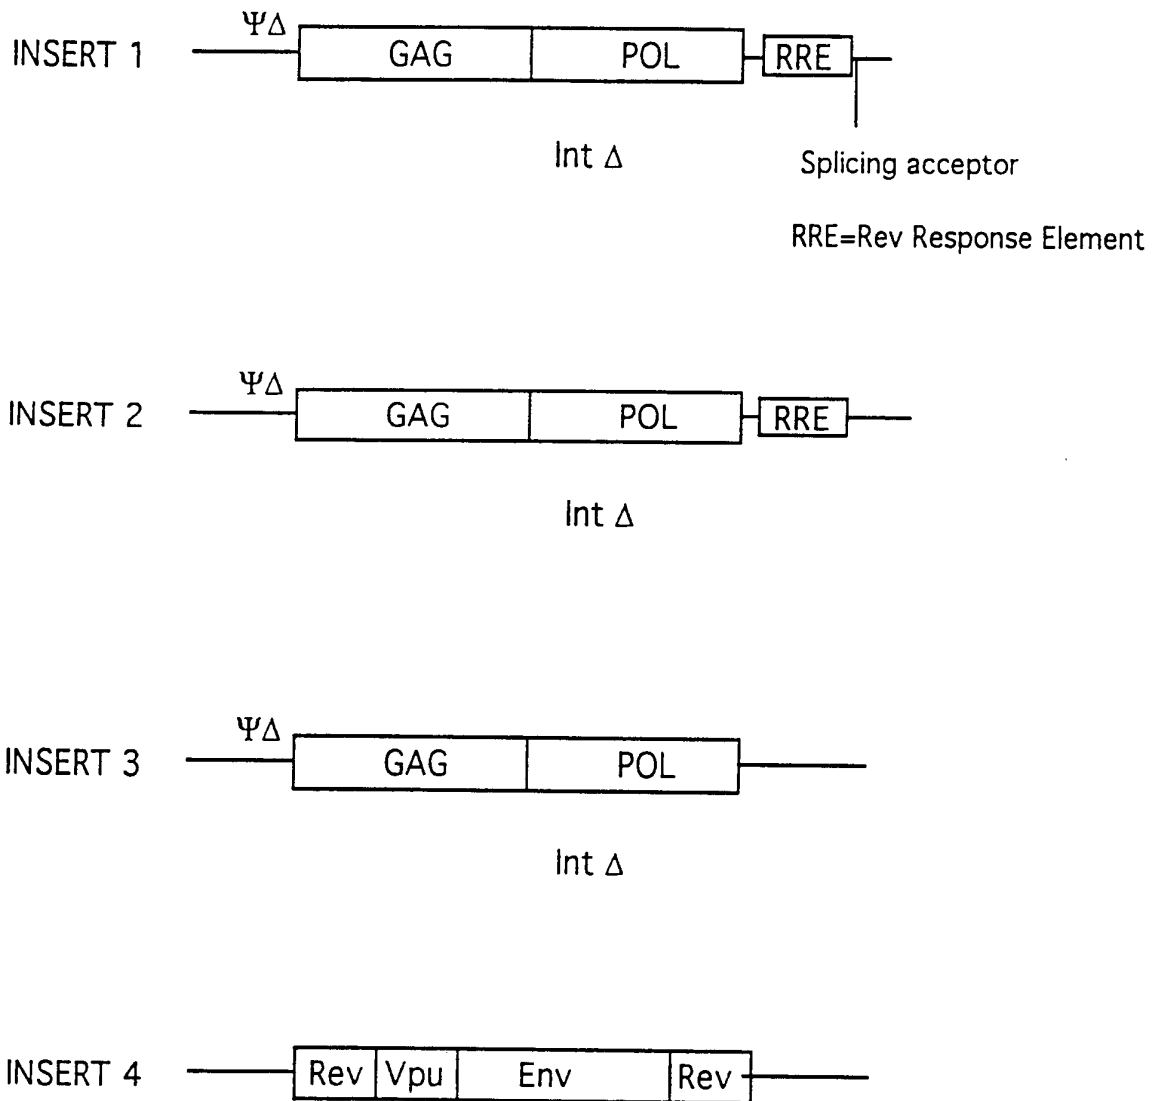 ΨΔ
INSERT 1 GAG POL RRE
Int Δ Splicing acceptor
RRE=Rev Response Element
ΨΔ
INSERT 2 GAG POL RRE
Int Δ
ΨΔ
INSERT 3 GAG POL
Int Δ
INSERT 4 Rev Vpu Env Rev